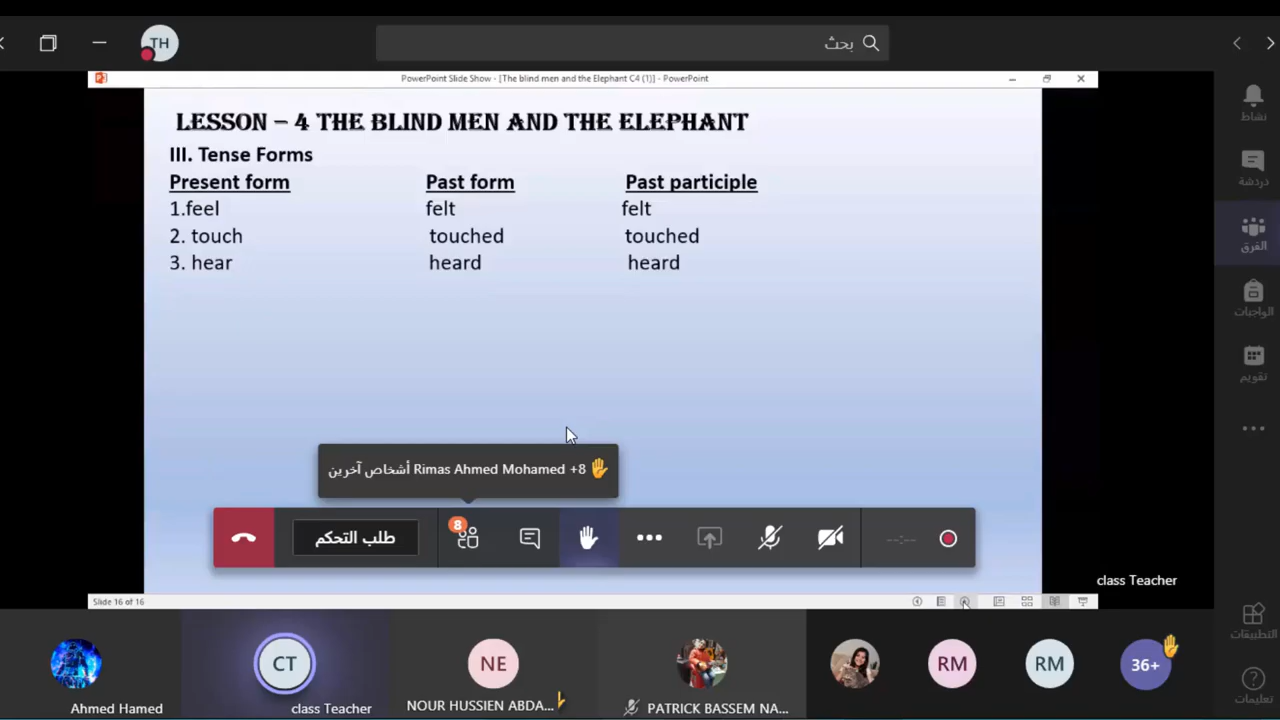 TH
بحث
PowerPoint Slide Show - [The blind men and the Elephant C4 (1)] - PowerPoint
LESSON – 4 THE BLIND MEN AND THE ELEPHANT
III. Tense Forms
Present form Past form Past participle
1.feel felt felt
2. touch touched touched
3. hear heard heard
Rimas Ahmed Mohamed +8 أشخاص آخرين
طلب التحكم
8
--:--
class Teacher
Slide 16 of 16
نشاط
دردشة
الفرق
الواجبات
تقويم
التطبيقات
تعليمات
CT
NE
RM
RM
36+
Ahmed Hamed
class Teacher
NOUR HUSSIEN ABDA...
PATRICK BASSEM NA...